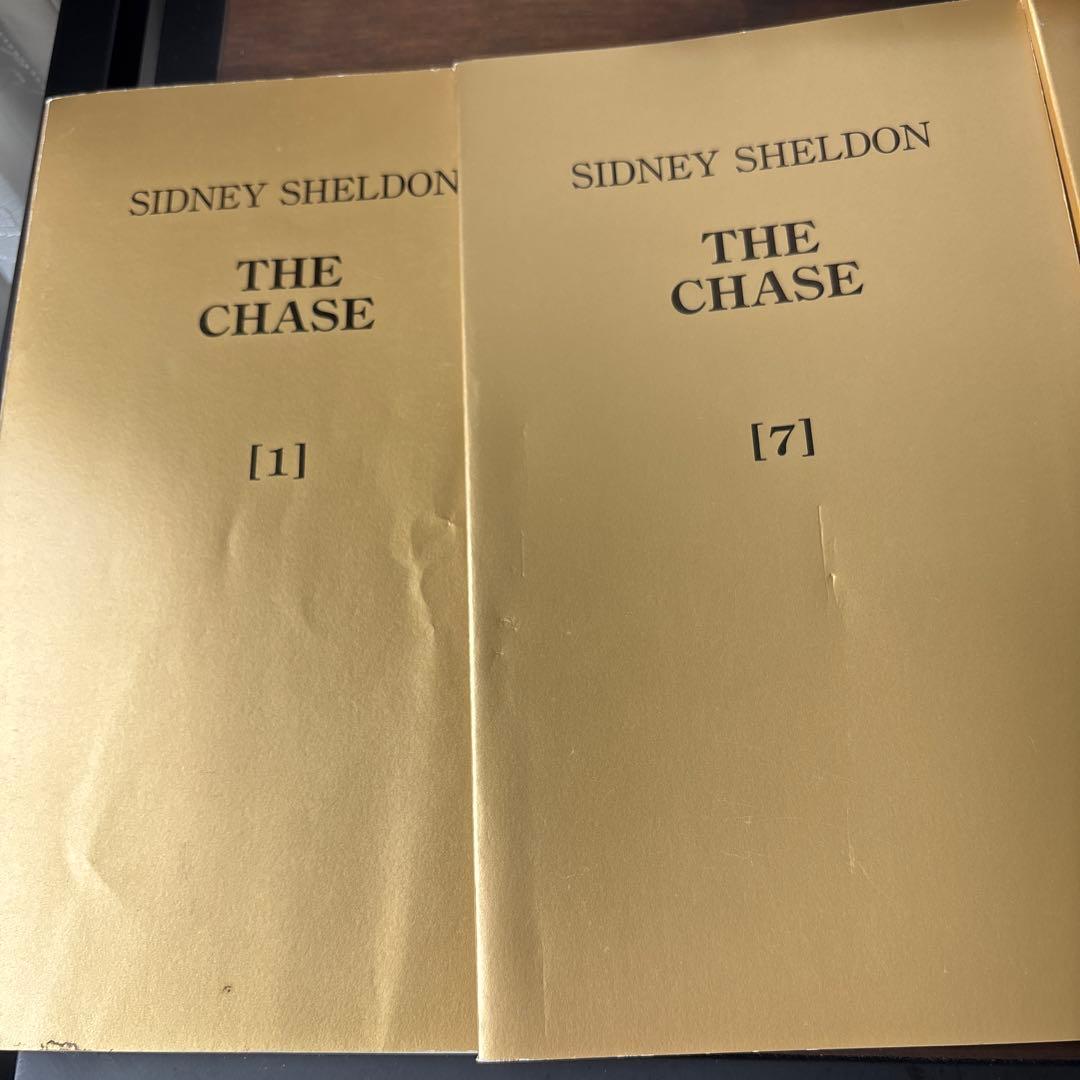 SIDNEY SHELDON
THE
CHASE
[1]
SIDNEY SHELDON
THE
CHASE
[7]